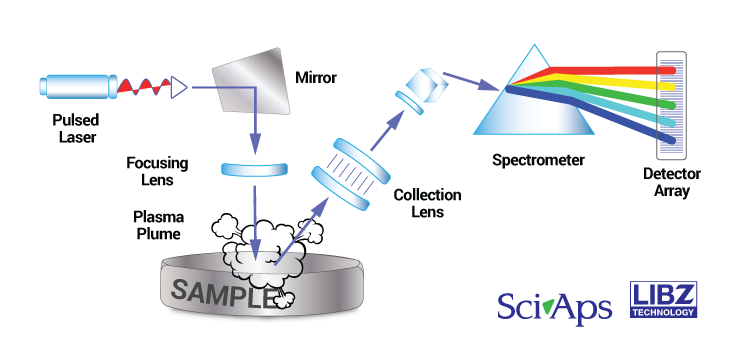 Pulsed
Laser
Mirror
Focusing
Lens
Plasma
Plume
SAMPLE
Collection
Lens
Spectrometer
Detector
Array
SciAps
LIBZ
TECHNOLOGY